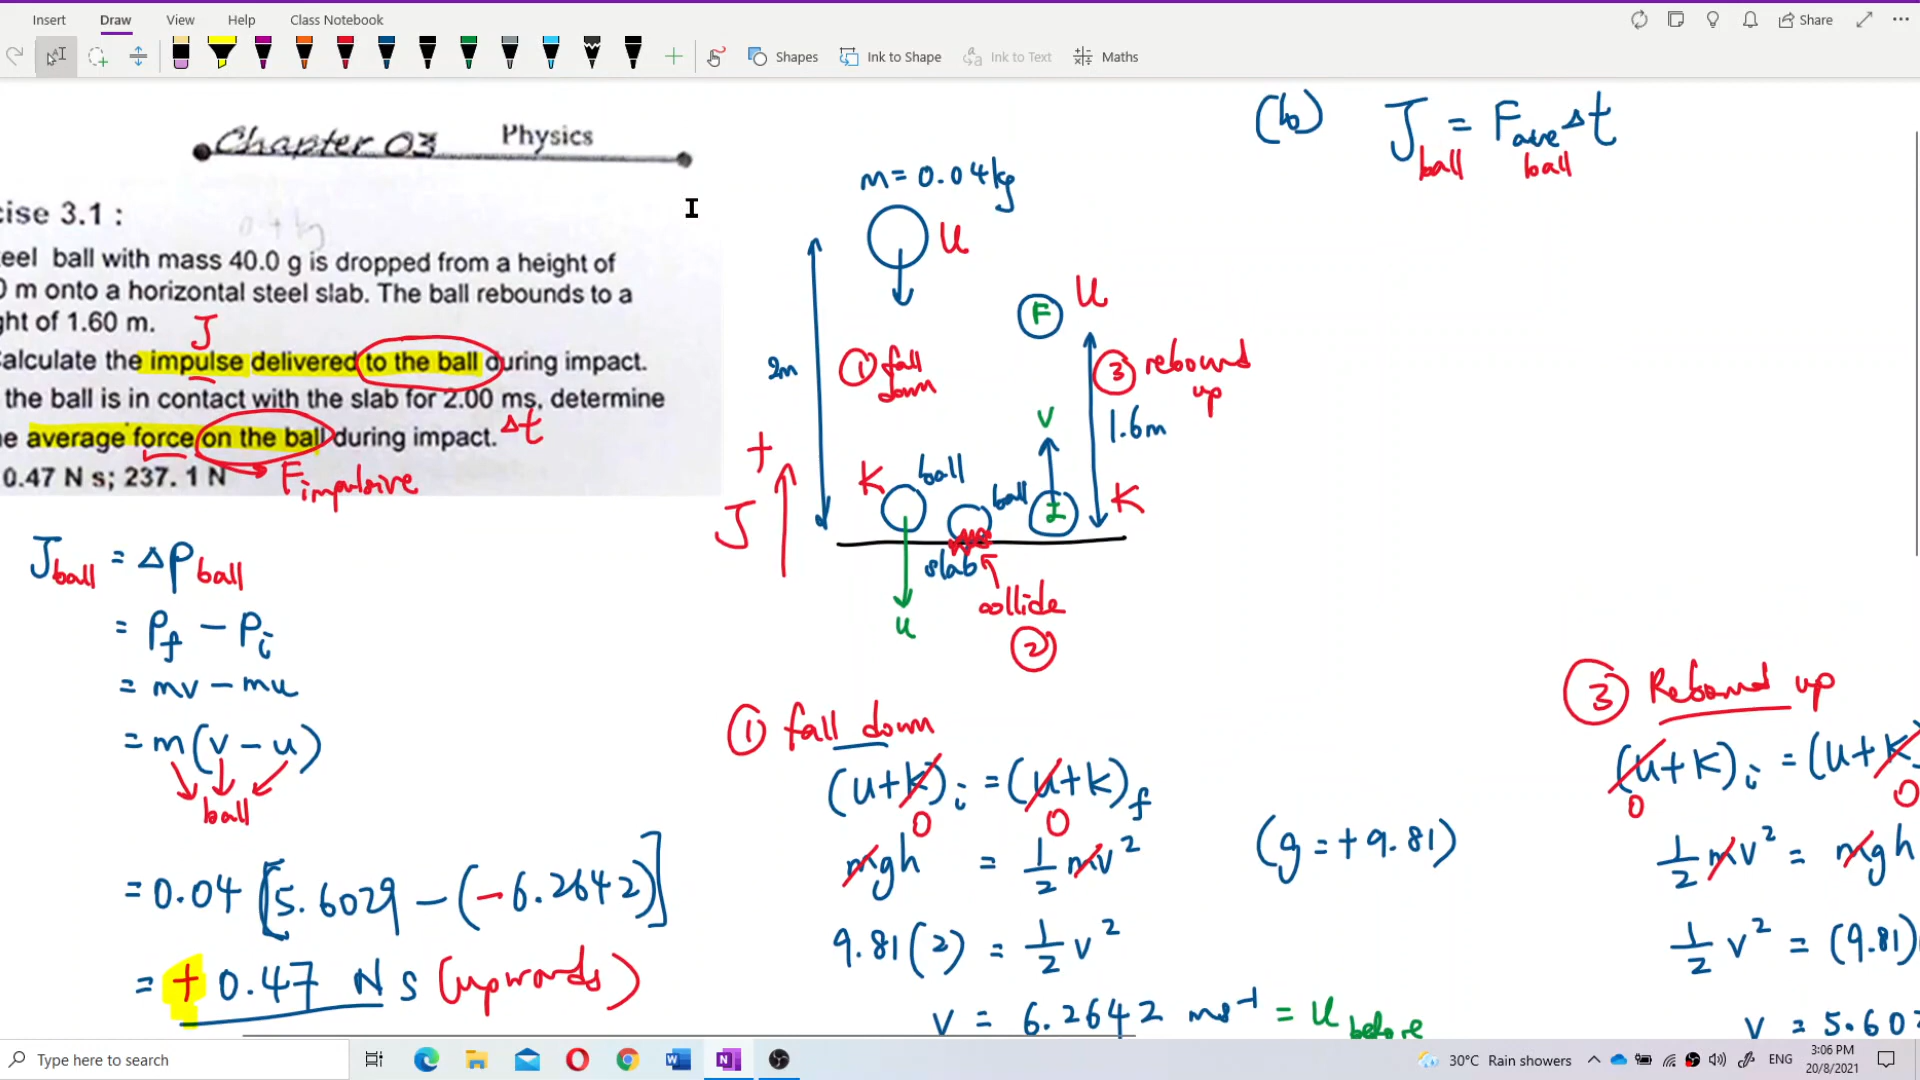 Insert Draw View Help Class Notebook Share
Shapes Ink to Shape Ink to Text Maths
Chapter 03 Physics
cise 3.1 :
0.4 kg
eel ball with mass 40.0 g is dropped from a height of
0 m onto a horizontal steel slab. The ball rebounds to a
ght of 1.60 m.
J
alculate the impulse delivered to the ball during impact.
the ball is in contact with the slab for 2.00 ms, determine
Δt
e average force on the ball during impact.
0.47 N s; 237. 1 N
F impulsive
J ball = ΔP ball
= Pf - Pi
= mv - mu
= m(v - u)
ball
= 0.04 [5.6029 - (-6.2642)]
= + 0.47 N s (upwards)
m = 0.04 kg
u
2m
① fall down
+
J
K
ball
u
ball
slab
collide
②
F
U
③ rebound up
1.6m
V
I
K
① fall down
(U+K)i = (U+K)f
0 0
mgh = 1/2 mv²
(g = +9.81)
9.81(2) = 1/2 v²
v = 6.2642 ms⁻¹ = u before
(b) J ball = F ave ball Δt
③ Rebound up
(U+K)i = (U+K
0 0
1/2 mv² = mgh
1/2 v² = (9.81)
v = 5.602
Type here to search
30°C Rain showers ENG 3:06 PM
20/8/2021